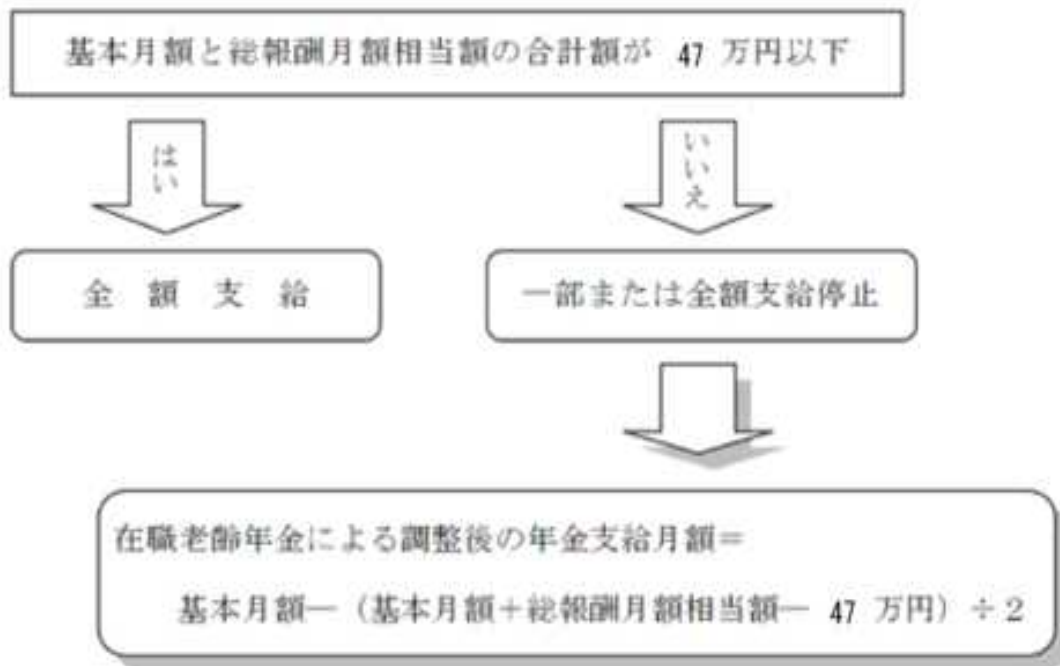 基本月額と総報酬月額相当額の合計額が 47 万円以下
はい
いいえ
全 額 支 給
一部または全額支給停止
在職老齢年金による調整後の年金支給月額＝
基本月額－（基本月額＋総報酬月額相当額－ 47 万円）÷２